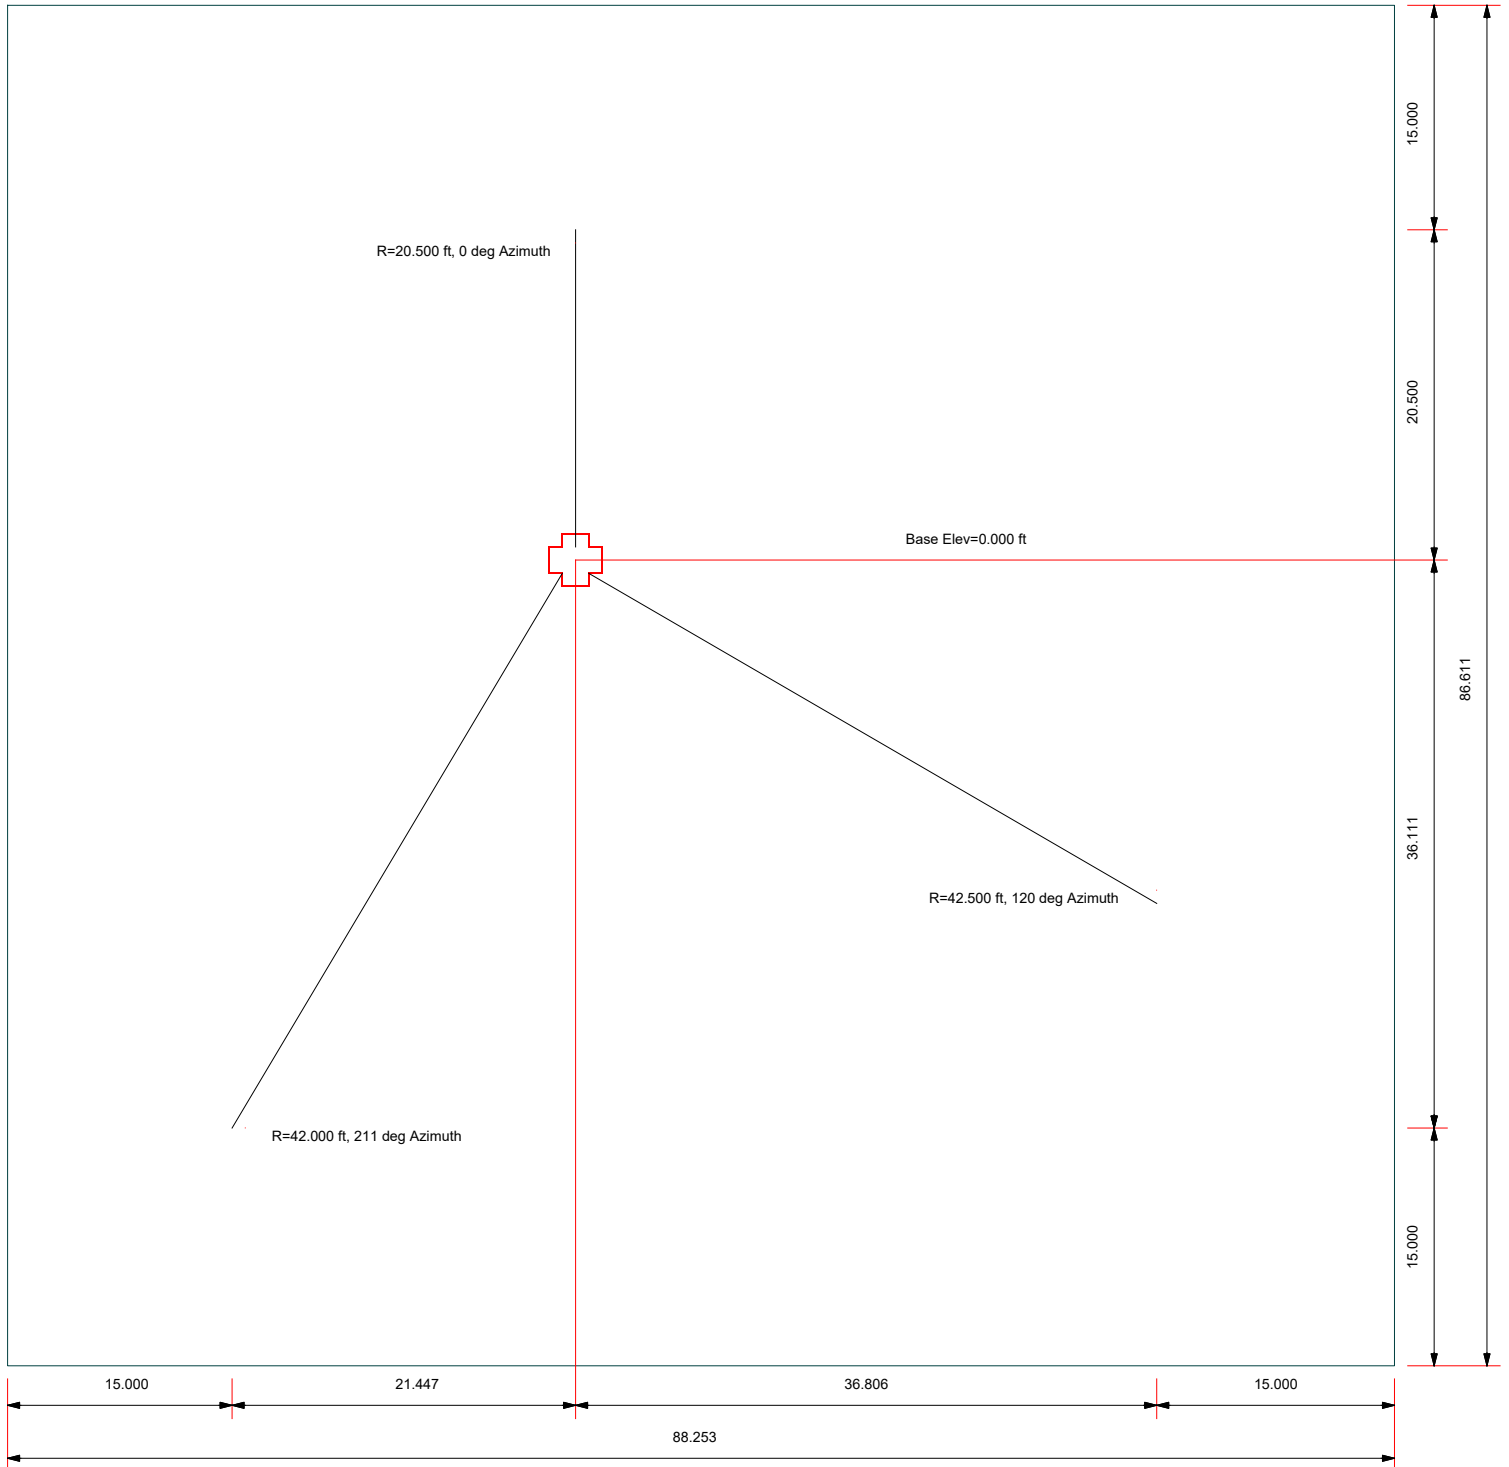 15.000
R=20.500 ft, 0 deg Azimuth
20.500
Base Elev=0.000 ft
86.611
36.111
R=42.500 ft, 120 deg Azimuth
R=42.000 ft, 211 deg Azimuth
15.000
15.000
21.447
36.806
15.000
88.253